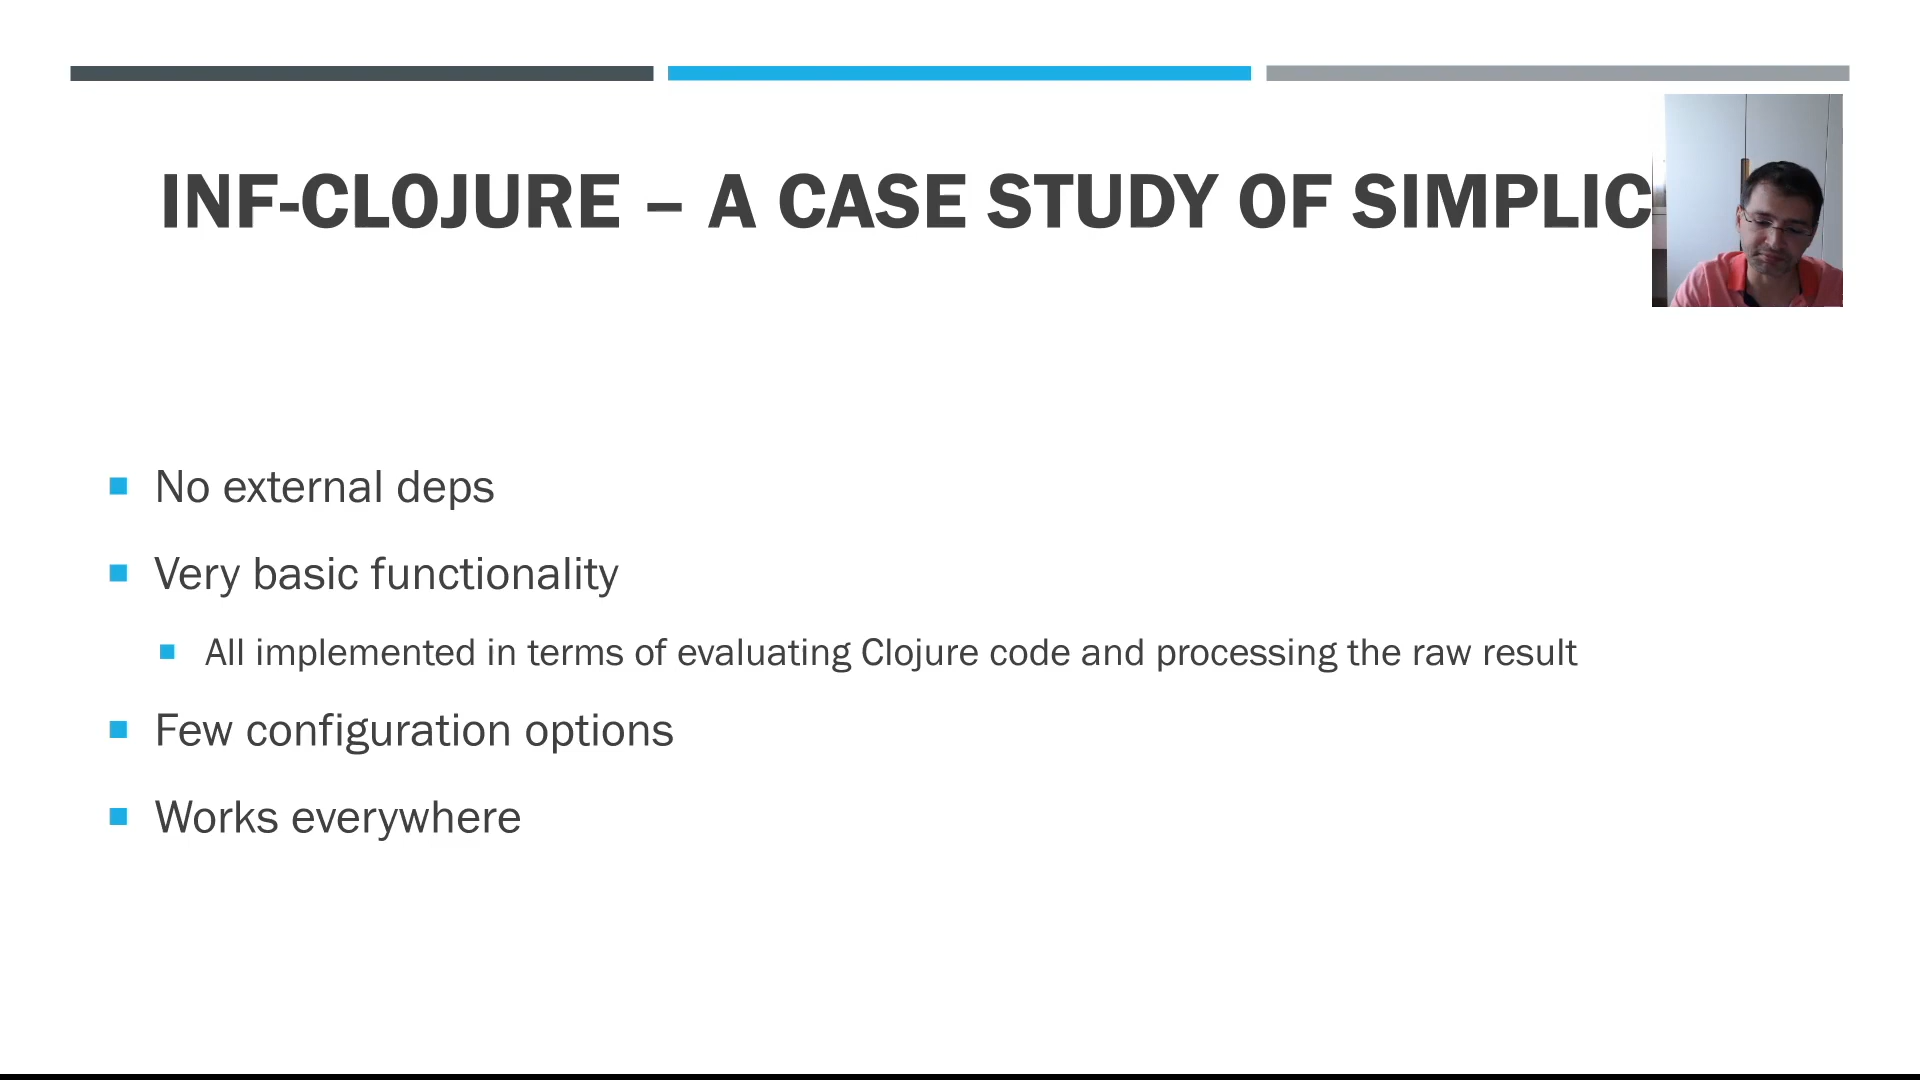 INF-CLOJURE – A CASE STUDY OF SIMPLIC
No external deps
Very basic functionality
All implemented in terms of evaluating Clojure code and processing the raw result
Few configuration options
Works everywhere